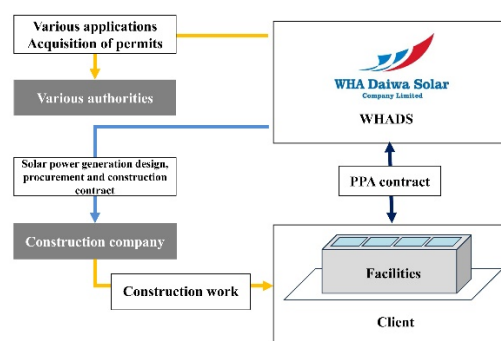 Various applications
Acquisition of permits
Various authorities
WHA Daiwa Solar
Company Limited
WHADS
Solar power generation design,
procurement and construction
contract
PPA contract
Construction company
Construction work
Facilities
Client